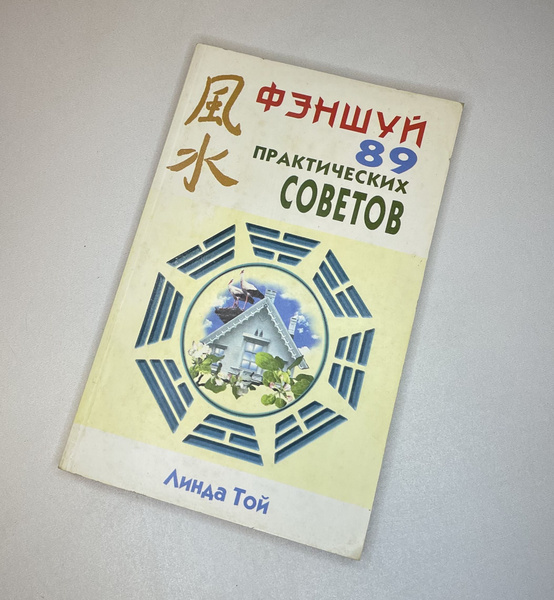 風水
ФЭНШУЙ
89
ПРАКТИЧЕСКИХ
СОВЕТОВ
Линда Той